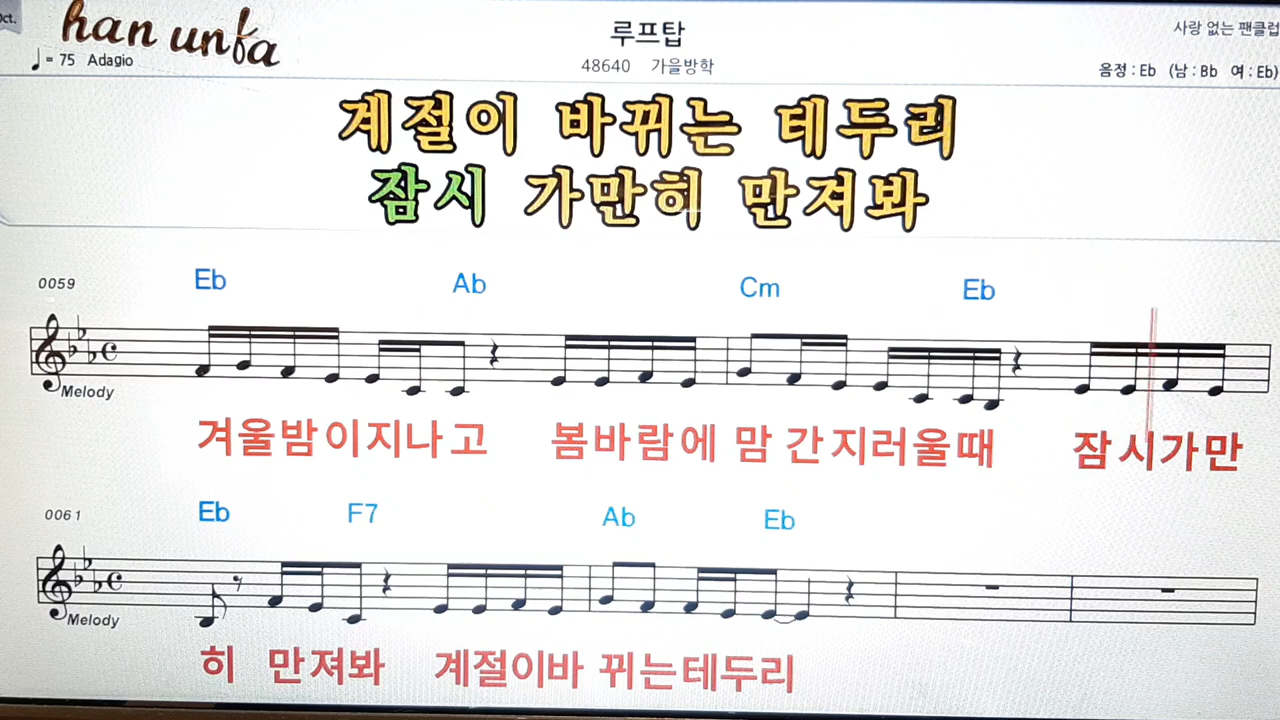 Oct.
han unfa
루프탑
사랑 없는 팬클럽
♩ = 75 Adagio
48640 가을방학
음정 : Eb (남 : Bb 여 : Eb)
계절이 바뀌는 테두리
잠시 가만히 만져봐
0059
Eb Ab Cm Eb
Melody
겨울밤이지나고 봄바람에 맘 간지러울때 잠시가만
0061
Eb F7 Ab Eb
Melody
히 만져봐 계절이바 뀌는테두리